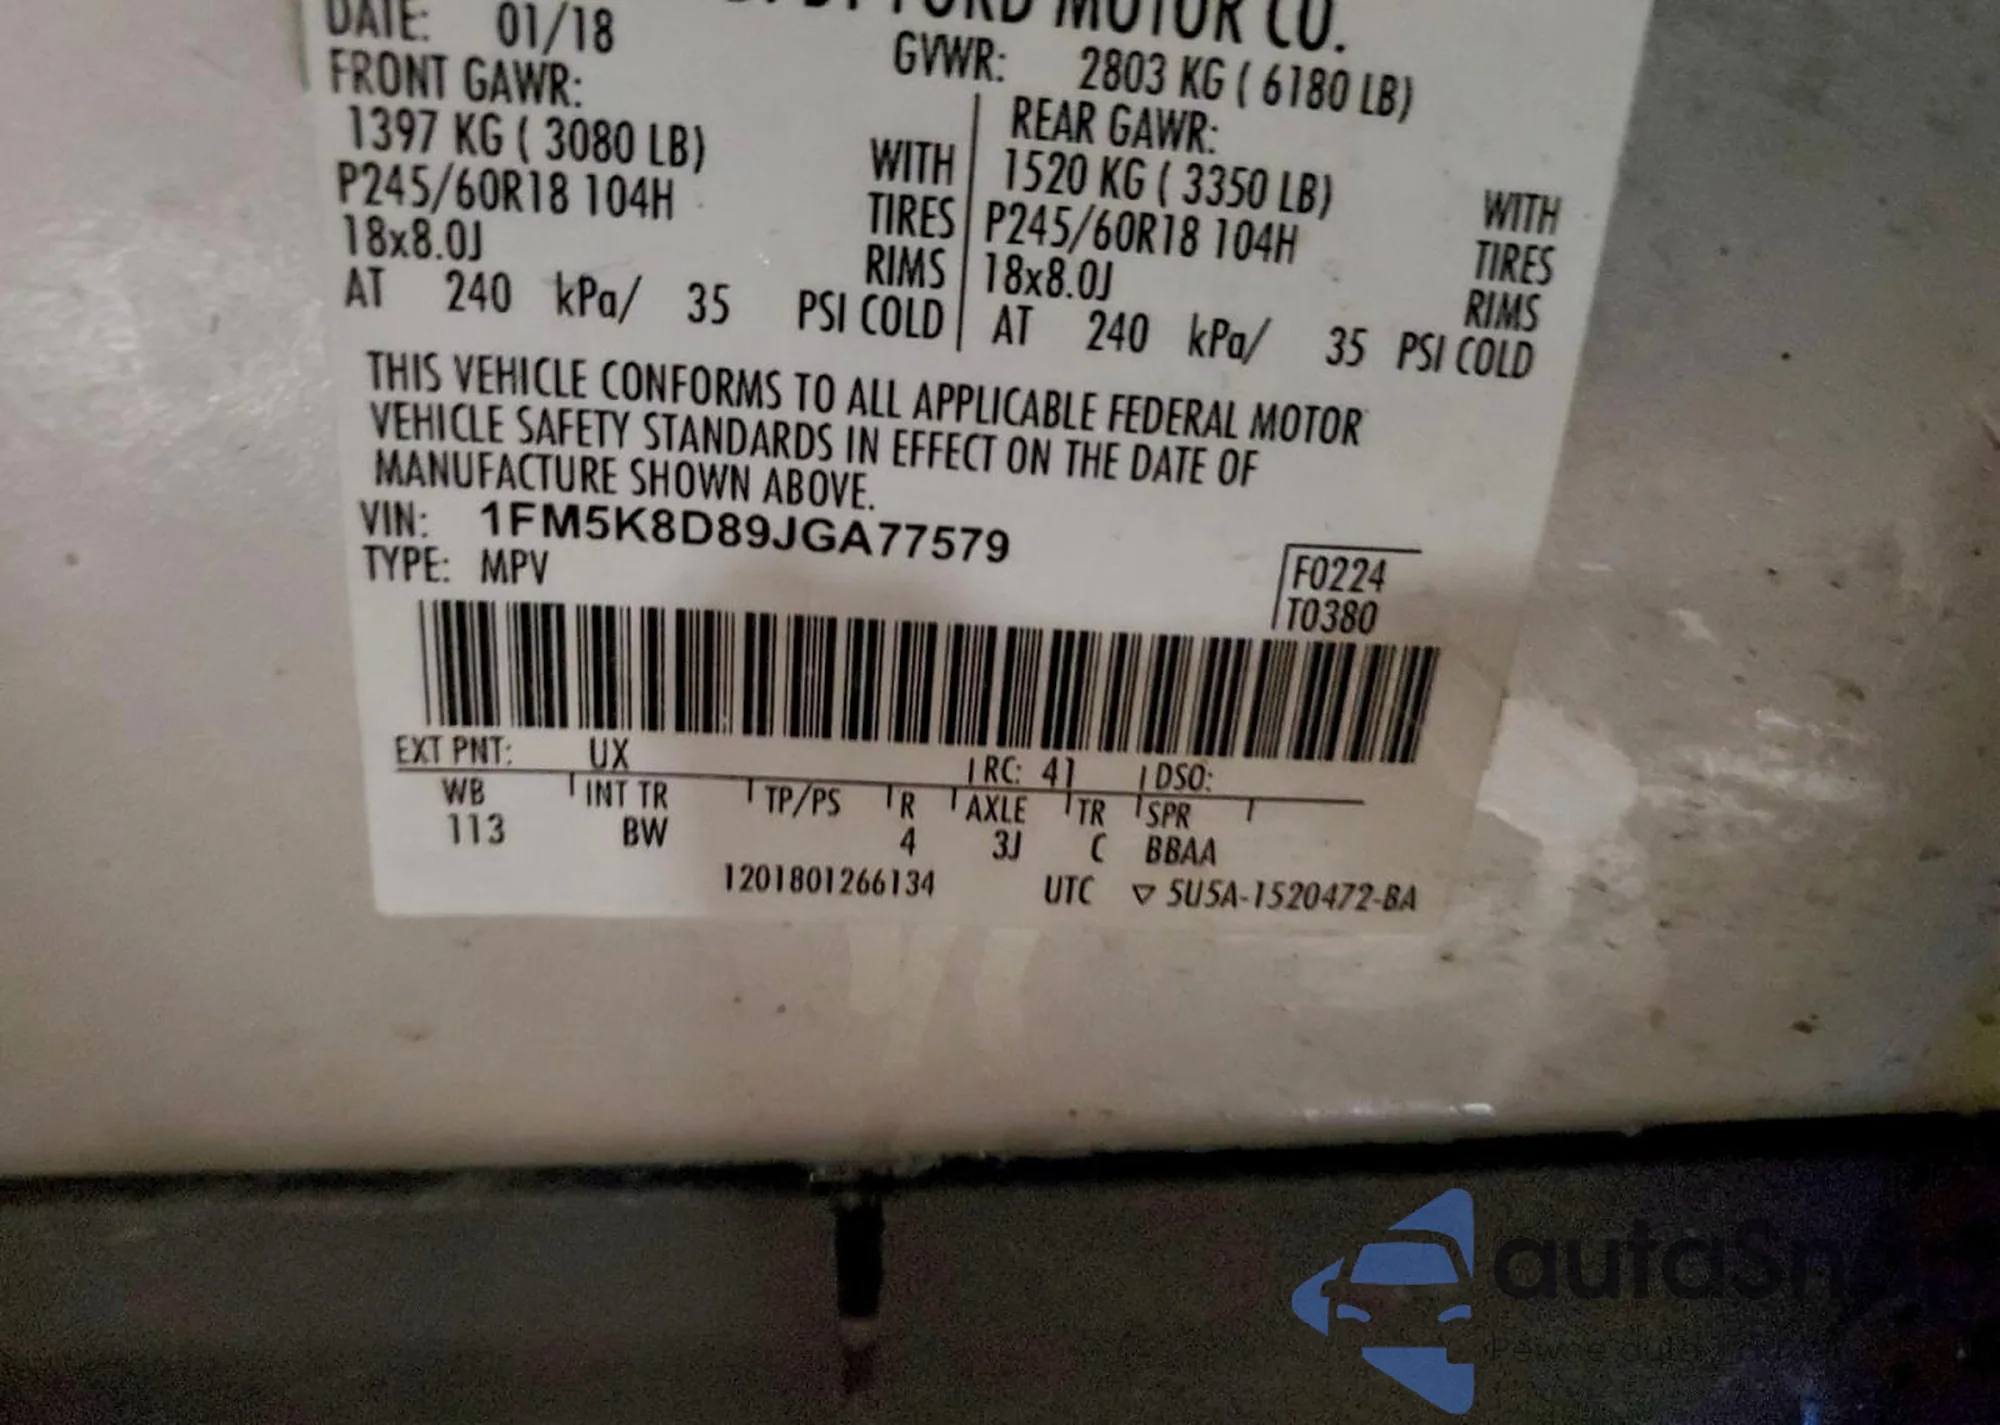 FORD MOTOR CO.
DATE: 01/18
GVWR: 2803 KG ( 6180 LB)
FRONT GAWR:
REAR GAWR:
1397 KG ( 3080 LB) WITH
1520 KG ( 3350 LB) WITH
P245/60R18 104H TIRES
P245/60R18 104H TIRES
18x8.0J RIMS
18x8.0J RIMS
AT 240 kPa/ 35 PSI COLD
AT 240 kPa/ 35 PSI COLD
THIS VEHICLE CONFORMS TO ALL APPLICABLE FEDERAL MOTOR
VEHICLE SAFETY STANDARDS IN EFFECT ON THE DATE OF
MANUFACTURE SHOWN ABOVE.
VIN: 1FM5K8D89JGA77579
TYPE: MPV
F0224
T0380
EXT PNT: UX RC: 41 DSO:
WB INT TR TP/PS R AXLE TR SPR
113 BW 4 3J C BBAA
1201801266134 UTC ▽ 5U5A-1520472-BA